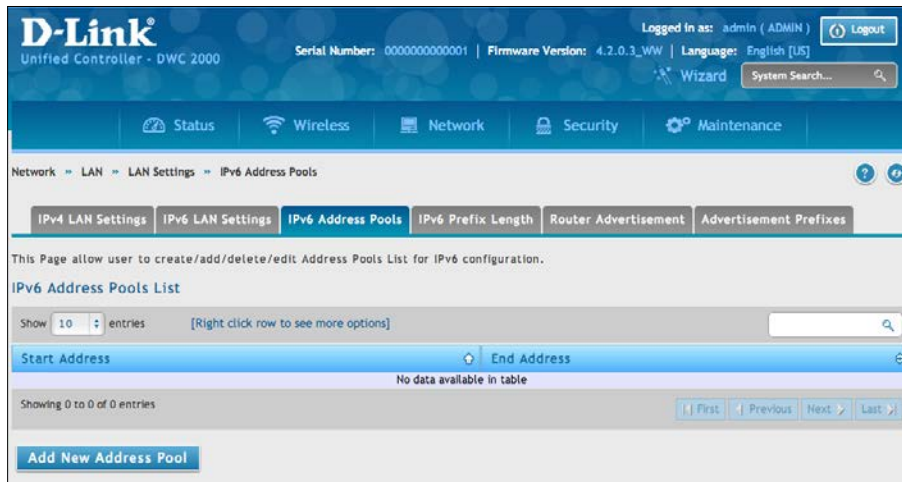 D-Link
Unified Controller - DWC 2000
Logged in as: admin ( ADMIN ) Logout
Serial Number: 0000000000001 | Firmware Version: 4.2.0.3_WW | Language: English [US]
Wizard System Search...
Status Wireless Network Security Maintenance
Network » LAN » LAN Settings » IPv6 Address Pools
IPv4 LAN Settings IPv6 LAN Settings IPv6 Address Pools IPv6 Prefix Length Router Advertisement Advertisement Prefixes
This Page allow user to create/add/delete/edit Address Pools List for IPv6 configuration.
IPv6 Address Pools List
Show 10 entries [Right click row to see more options]
Start Address End Address
No data available in table
Showing 0 to 0 of 0 entries First Previous Next Last
Add New Address Pool